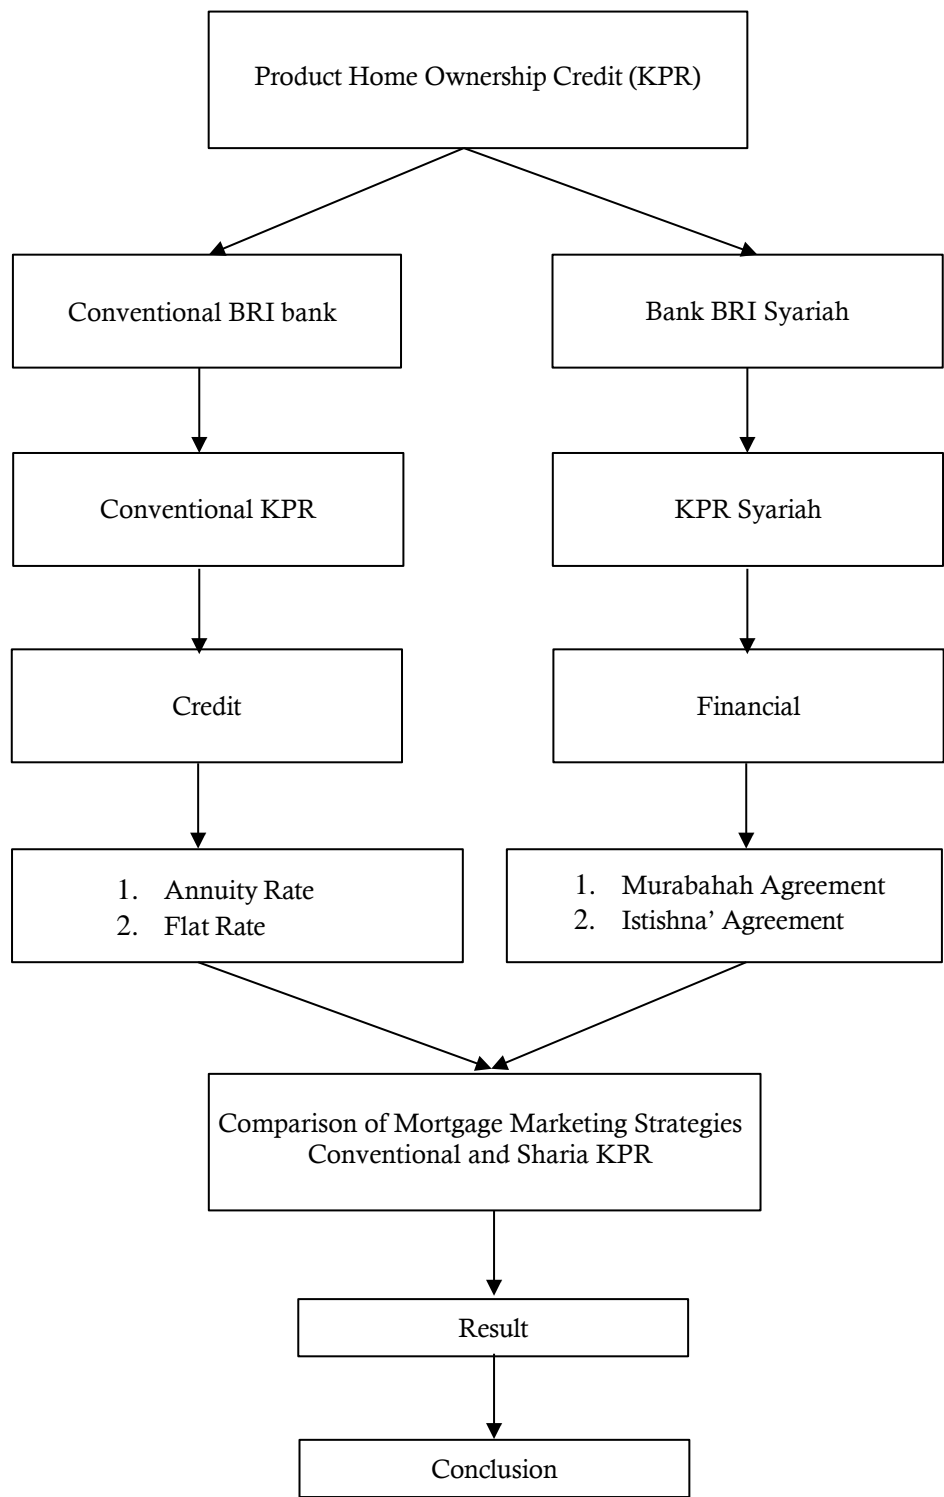 Product Home Ownership Credit (KPR)
Conventional BRI bank
Bank BRI Syariah
Conventional KPR
KPR Syariah
Credit
Financial
1. Annuity Rate
2. Flat Rate
1. Murabahah Agreement
2. Istishna’ Agreement
Comparison of Mortgage Marketing Strategies
Conventional and Sharia KPR
Result
Conclusion